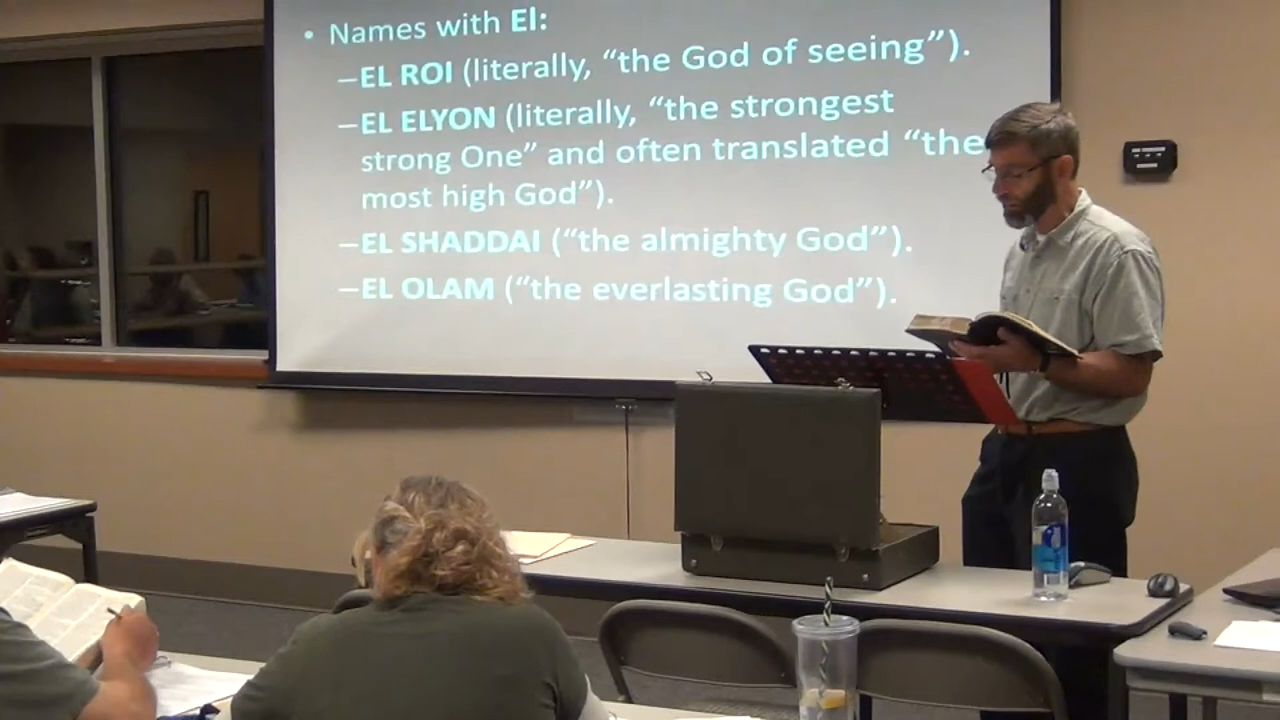 • Names with El:
–EL ROI (literally, “the God of seeing”).
–EL ELYON (literally, “the strongest
strong One” and often translated “the
most high God”).
–EL SHADDAI (“the almighty God”).
–EL OLAM (“the everlasting God”).